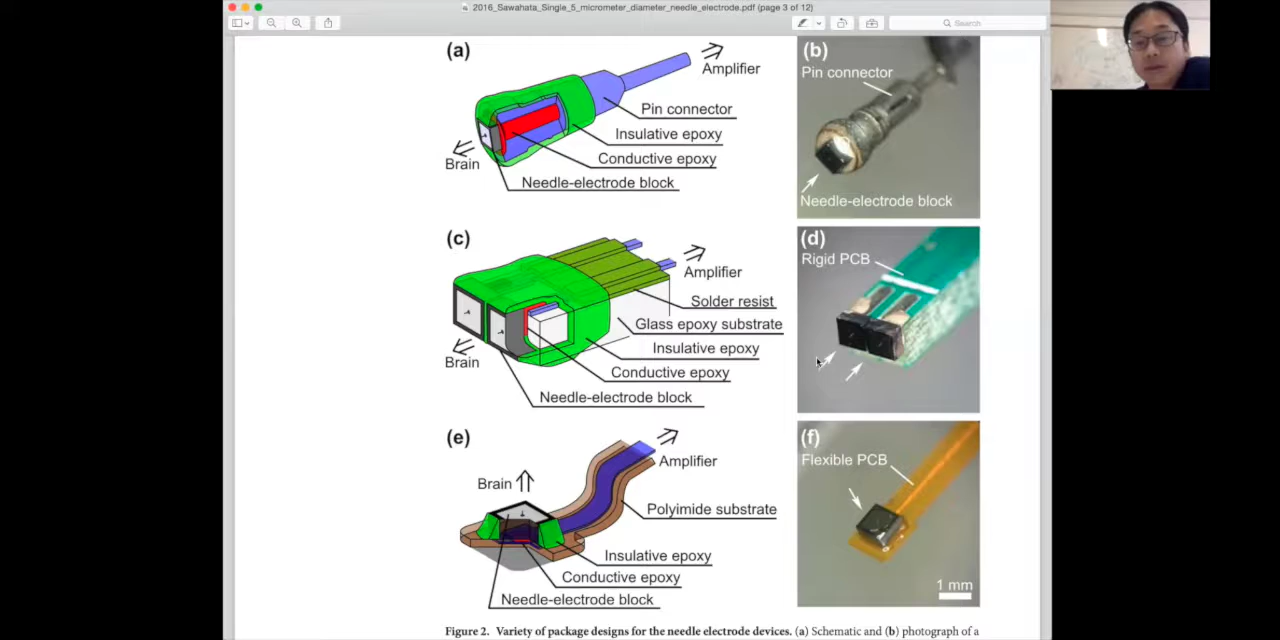 2016_Sawahata_Single_5_micrometer_diameter_needle_electrode.pdf (page 3 of 12)
Search
(a)
Amplifier
Pin connector
Insulative epoxy
Conductive epoxy
Brain
Needle-electrode block
(b)
Pin connector
Needle-electrode block
(c)
Amplifier
Solder resist
Glass epoxy substrate
Insulative epoxy
Brain
Conductive epoxy
Needle-electrode block
(d)
Rigid PCB
(e)
Amplifier
Brain
Polyimide substrate
Insulative epoxy
Conductive epoxy
Needle-electrode block
(f)
Flexible PCB
1 mm
Figure 2. Variety of package designs for the needle electrode devices. (a) Schematic and (b) photograph of a